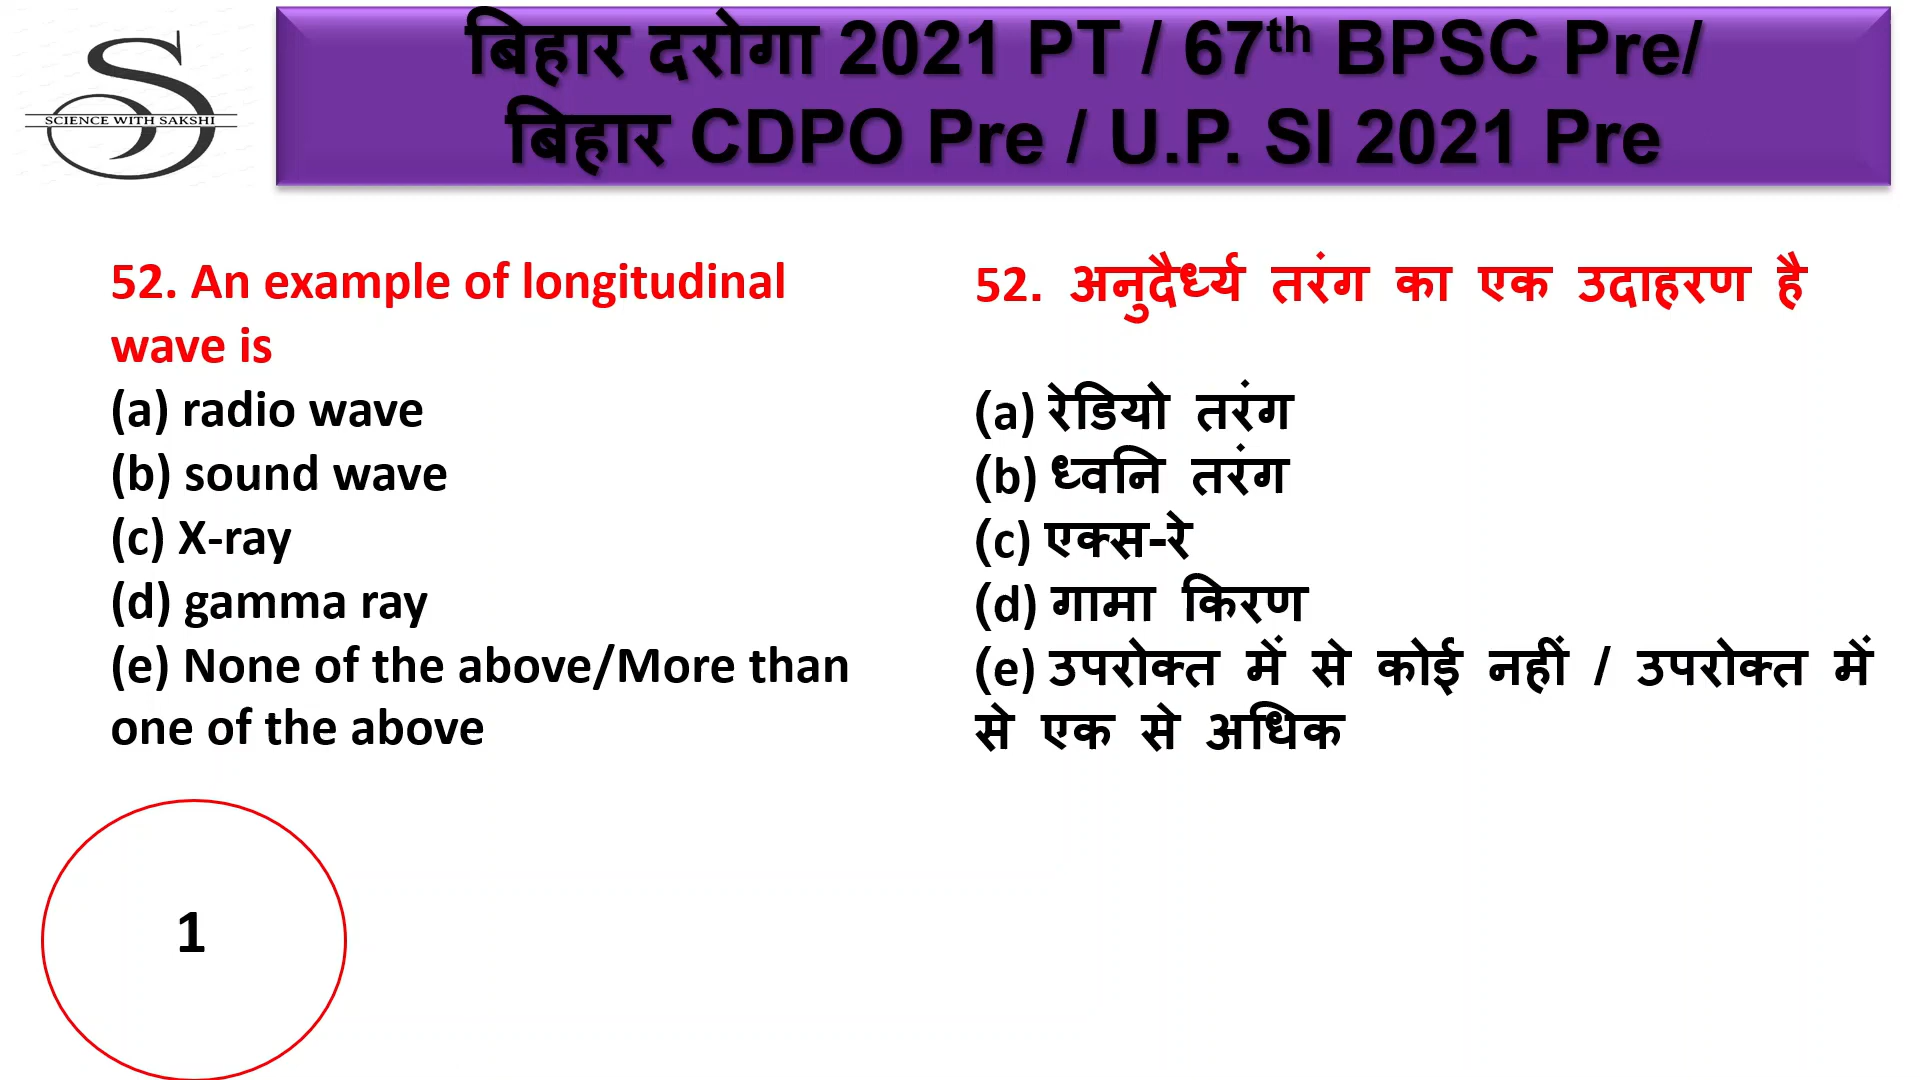 SCIENCE WITH SAKSHI
बिहार दरोगा 2021 PT / 67th BPSC Pre/
बिहार CDPO Pre / U.P. SI 2021 Pre
52. An example of longitudinal
wave is
(a) radio wave
(b) sound wave
(c) X-ray
(d) gamma ray
(e) None of the above/More than
one of the above
52. अनुदैर्ध्य तरंग का एक उदाहरण है
(a) रेडियो तरंग
(b) ध्वनि तरंग
(c) एक्स-रे
(d) गामा किरण
(e) उपरोक्त में से कोई नहीं / उपरोक्त में
से एक से अधिक
1